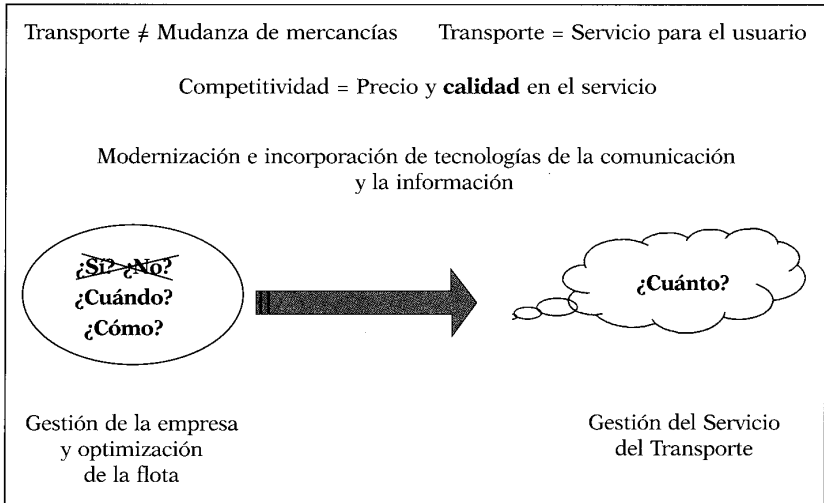 Transporte ≠ Mudanza de mercancías Transporte = Servicio para el usuario
Competitividad = Precio y calidad en el servicio
Modernización e incorporación de tecnologías de la comunicación
y la información
¿Sí? ¿No?
¿Cuándo?
¿Cómo?
¿Cuánto?
Gestión de la empresa
y optimización
de la flota
Gestión del Servicio
del Transporte